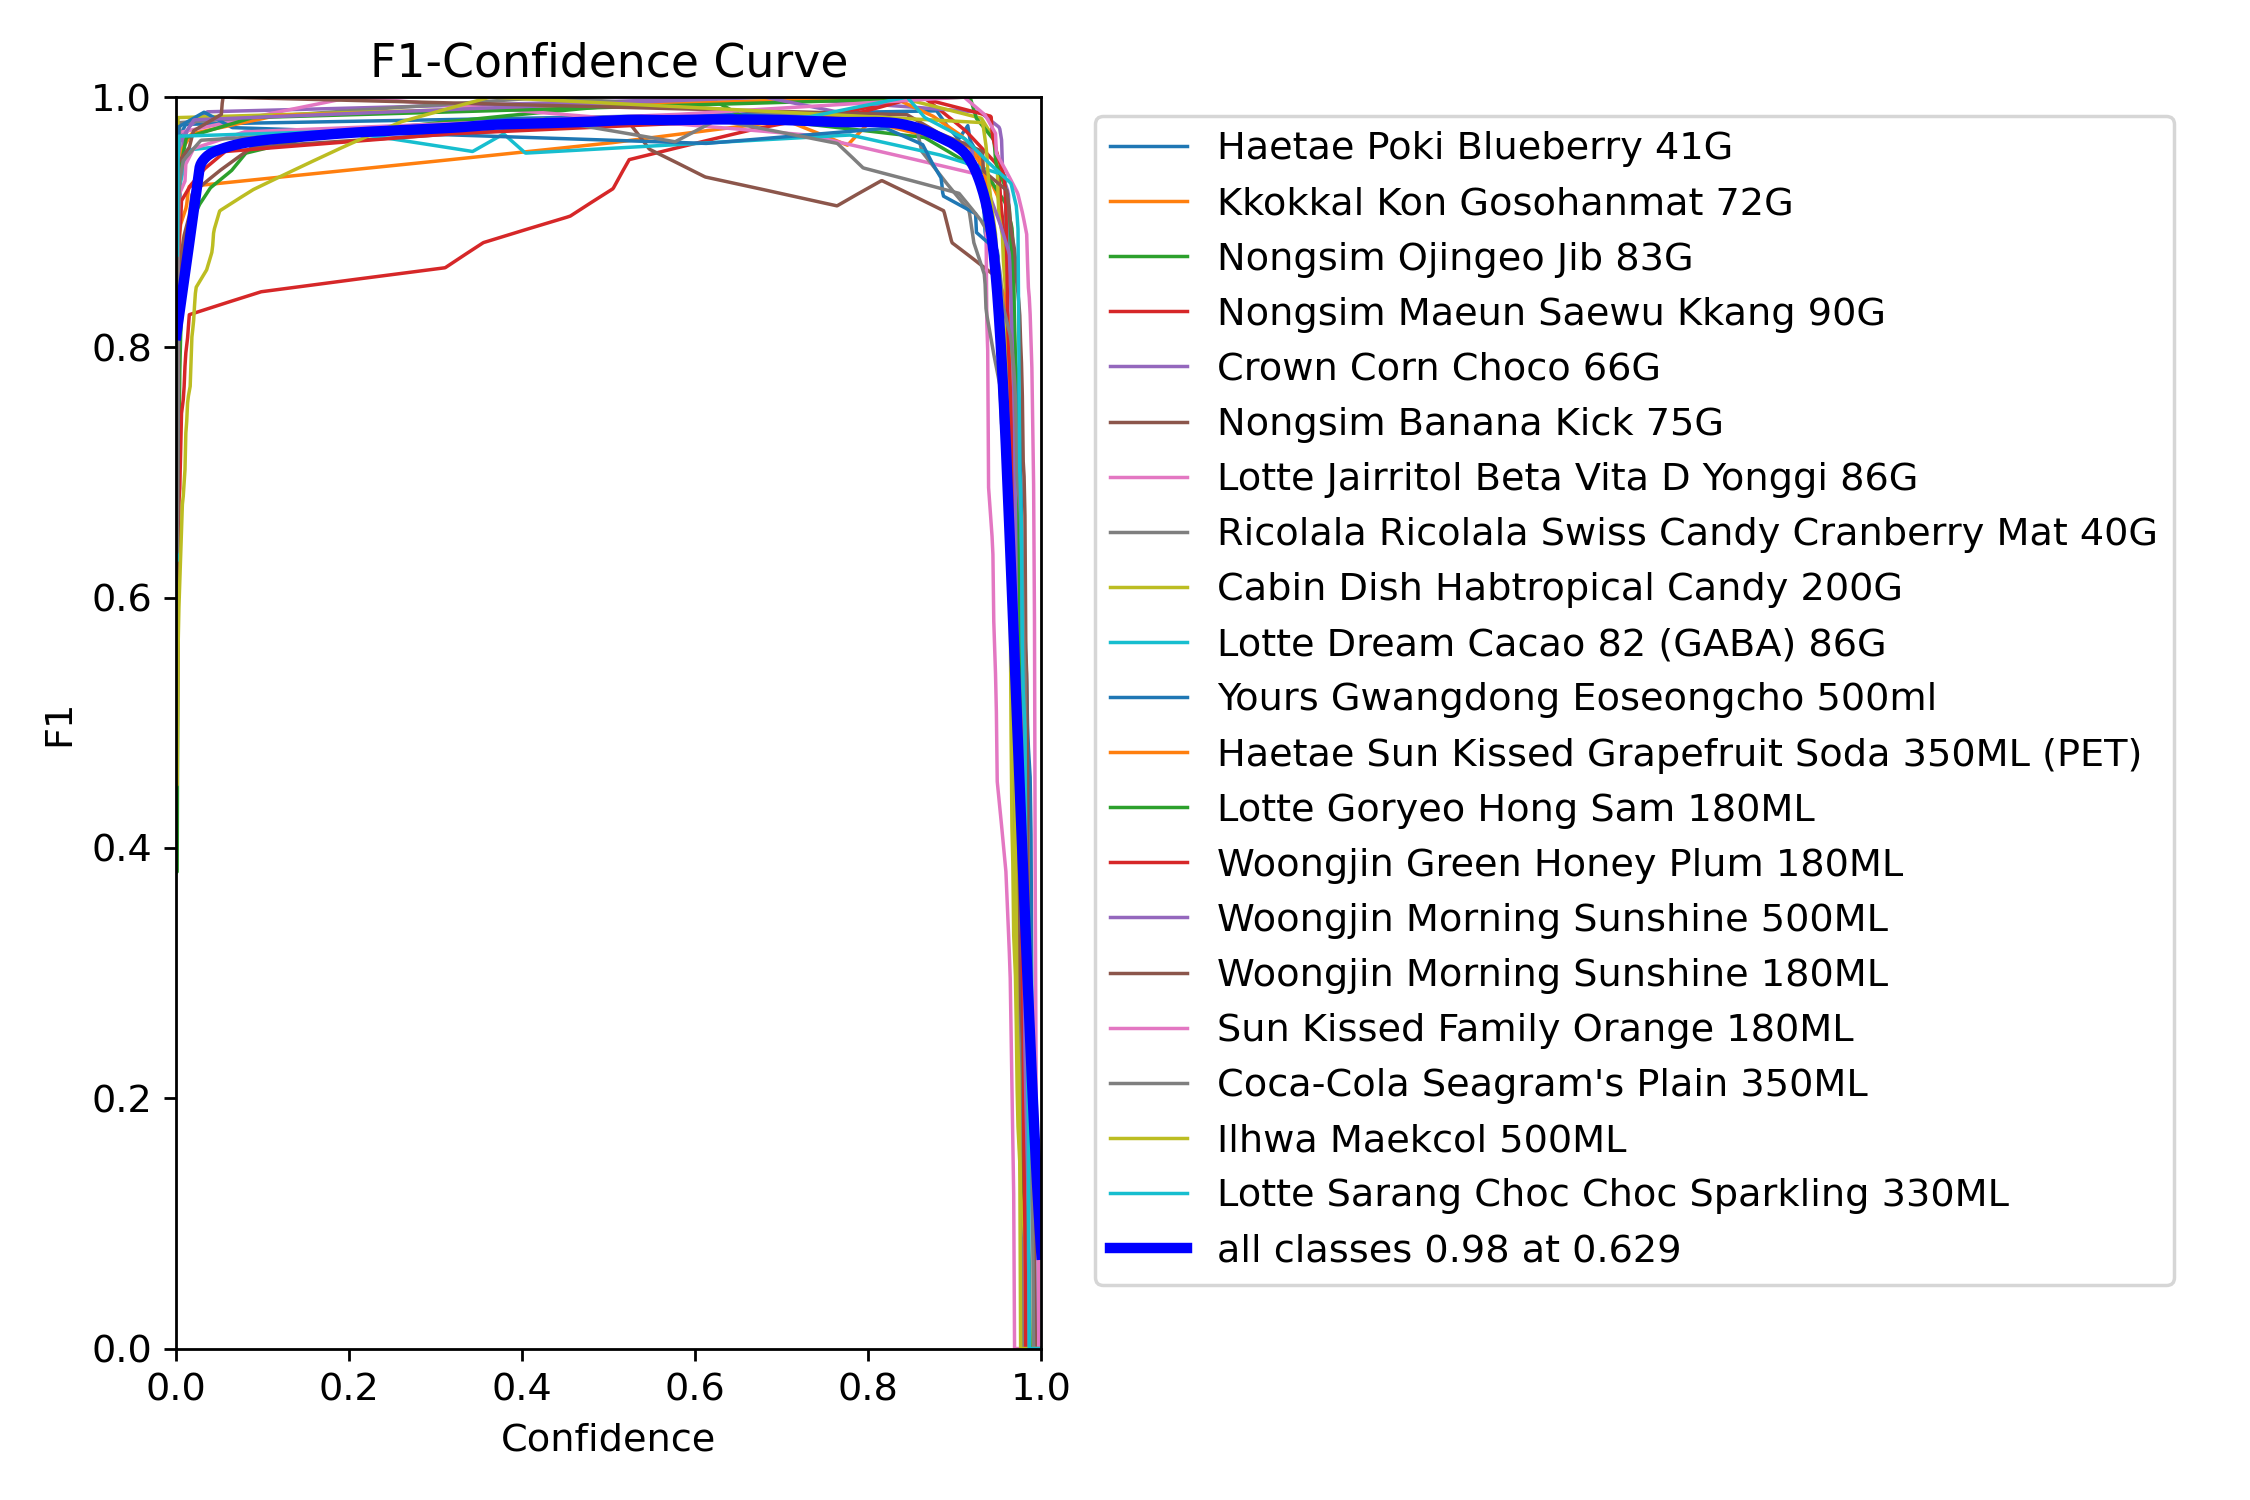 F1-Confidence Curve
1.0
0.8
0.6
0.4
0.2
0.0
F1
0.0 0.2 0.4 0.6 0.8 1.0
Confidence
Haetae Poki Blueberry 41G
Kkokkal Kon Gosohanmat 72G
Nongsim Ojingeo Jib 83G
Nongsim Maeun Saewu Kkang 90G
Crown Corn Choco 66G
Nongsim Banana Kick 75G
Lotte Jairritol Beta Vita D Yonggi 86G
Ricolala Ricolala Swiss Candy Cranberry Mat 40G
Cabin Dish Habtropical Candy 200G
Lotte Dream Cacao 82 (GABA) 86G
Yours Gwangdong Eoseongcho 500ml
Haetae Sun Kissed Grapefruit Soda 350ML (PET)
Lotte Goryeo Hong Sam 180ML
Woongjin Green Honey Plum 180ML
Woongjin Morning Sunshine 500ML
Woongjin Morning Sunshine 180ML
Sun Kissed Family Orange 180ML
Coca-Cola Seagram's Plain 350ML
Ilhwa Maekcol 500ML
Lotte Sarang Choc Choc Sparkling 330ML
all classes 0.98 at 0.629